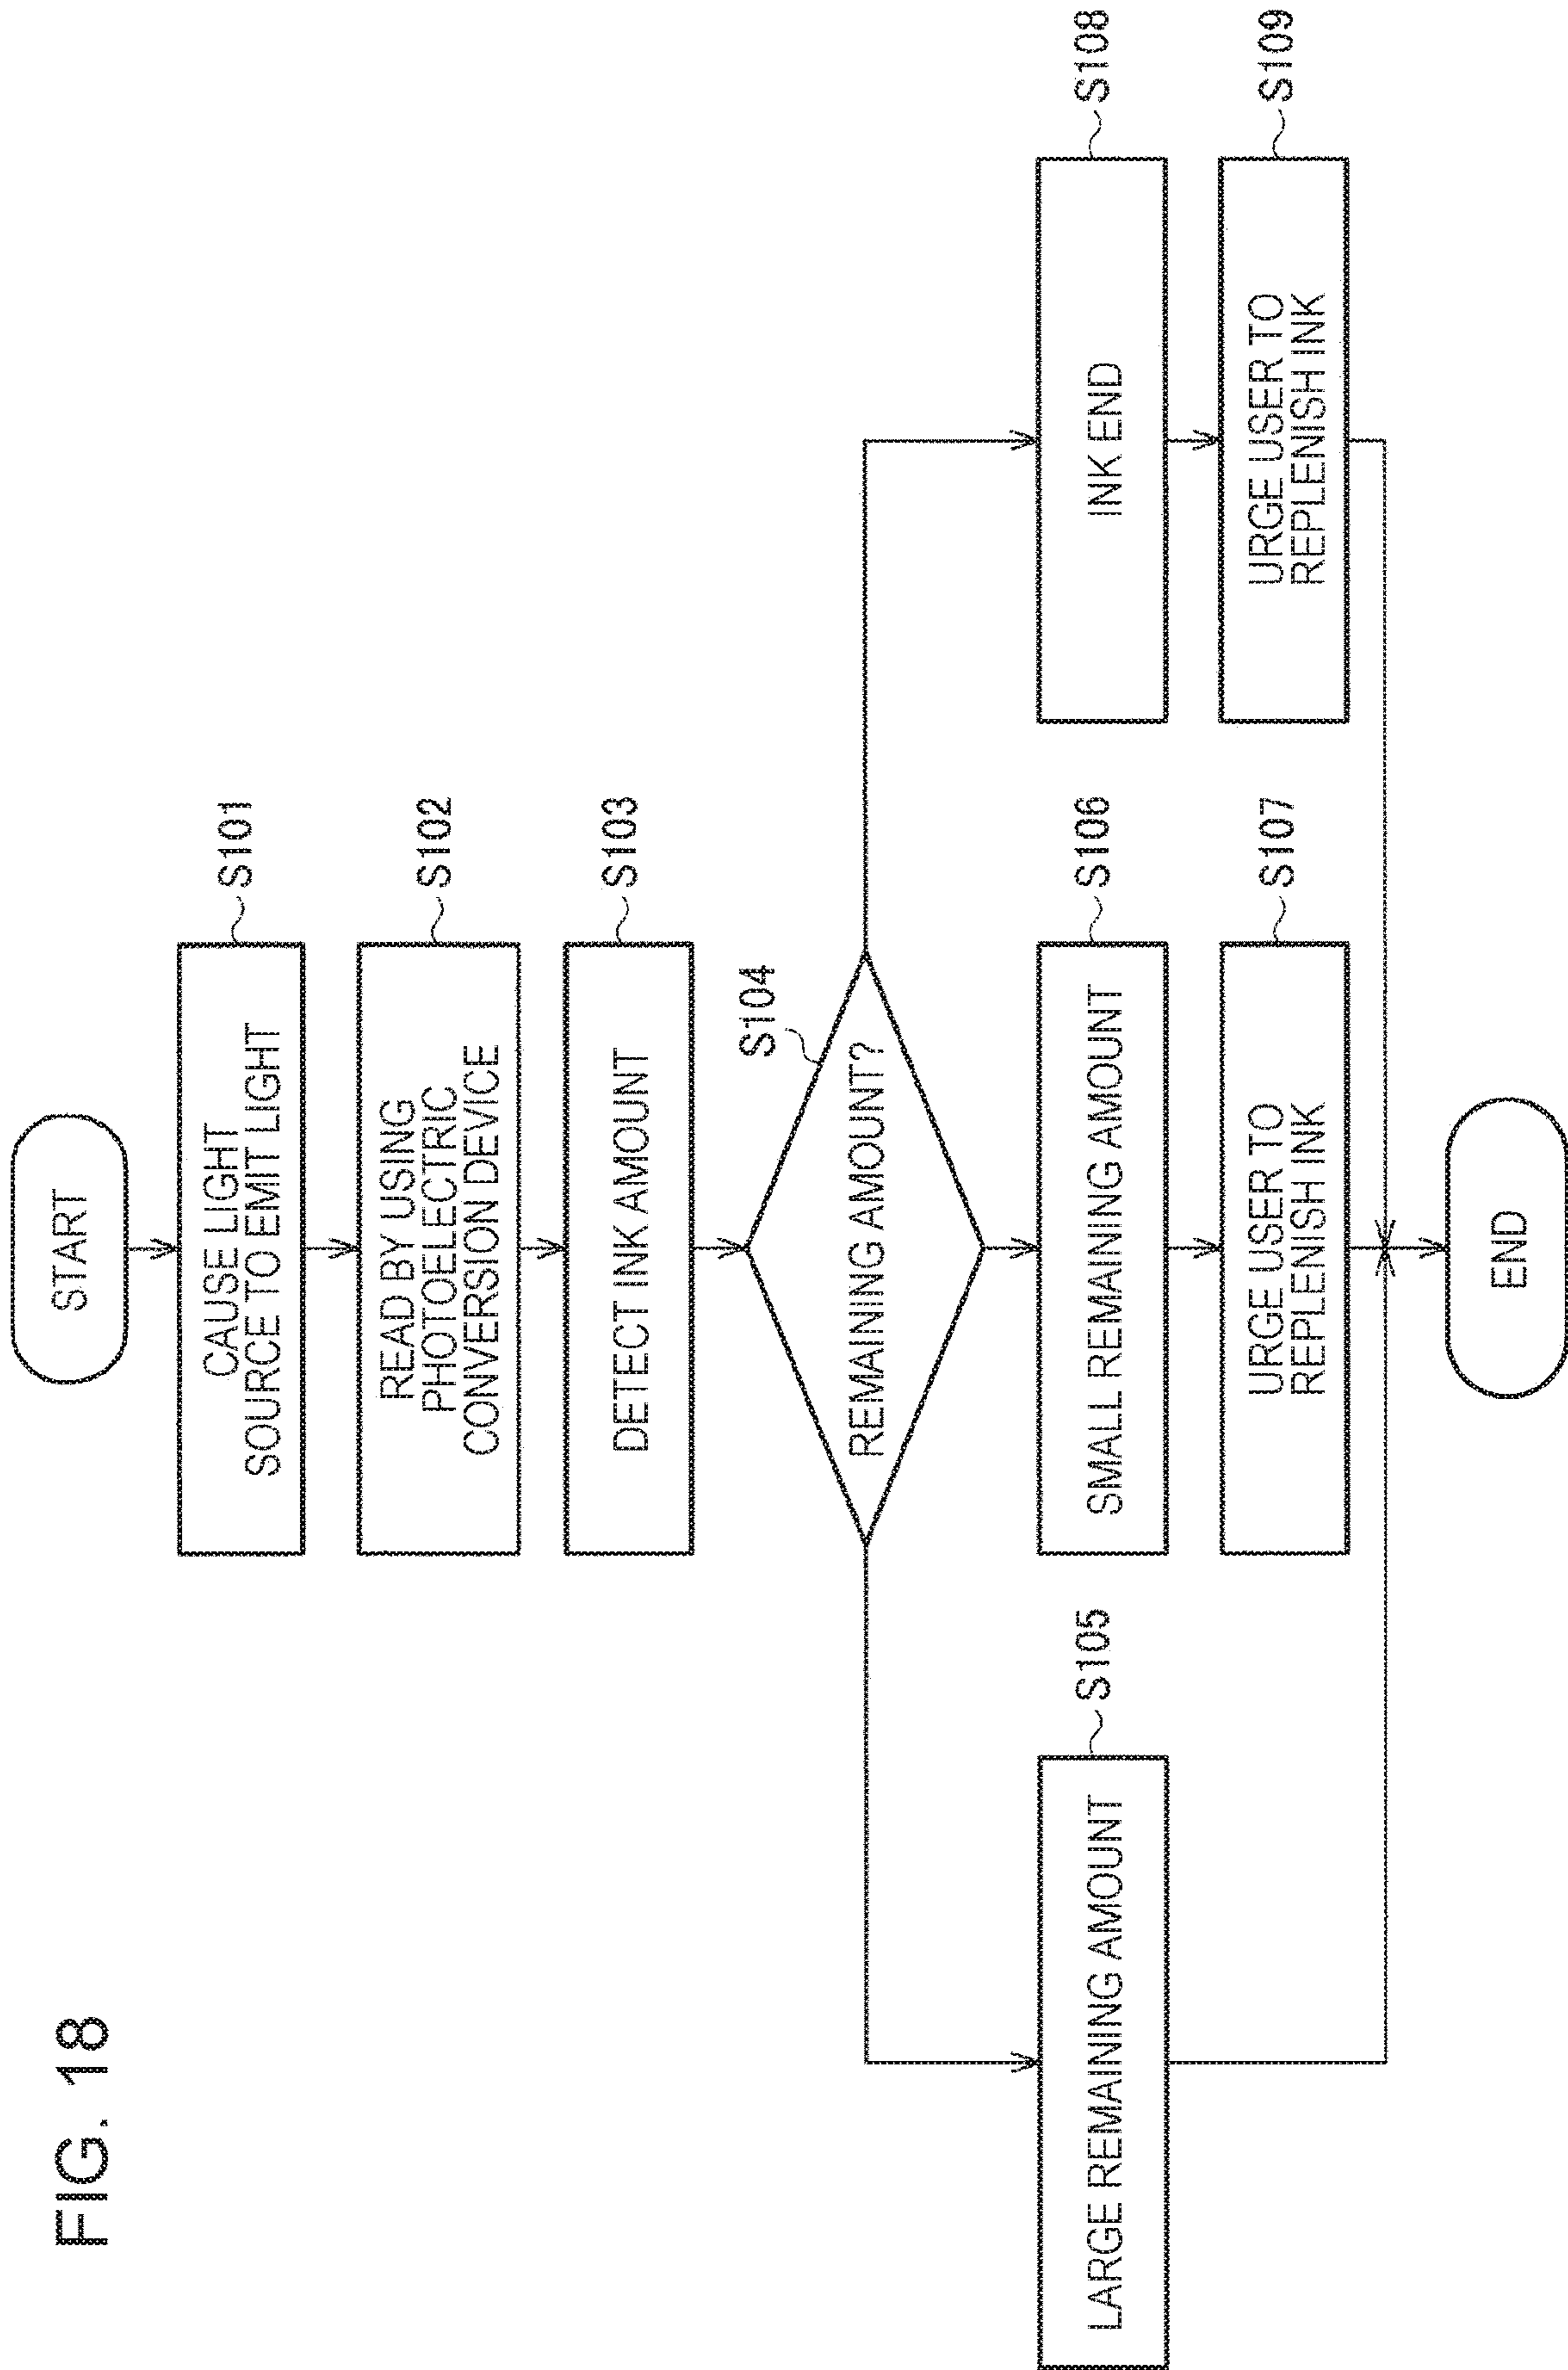 FIG. 18
START
CAUSE LIGHT
SOURCE TO EMIT LIGHT
S101
READ BY USING
PHOTOELECTRIC
CONVERSION DEVICE
S102
DETECT INK AMOUNT
S103
S104
REMAINING AMOUNT?
LARGE REMAINING AMOUNT
S105
SMALL REMAINING AMOUNT
S106
INK END
S108
URGE USER TO
REPLENISH INK
S107
URGE USER TO
REPLENISH INK
S109
END